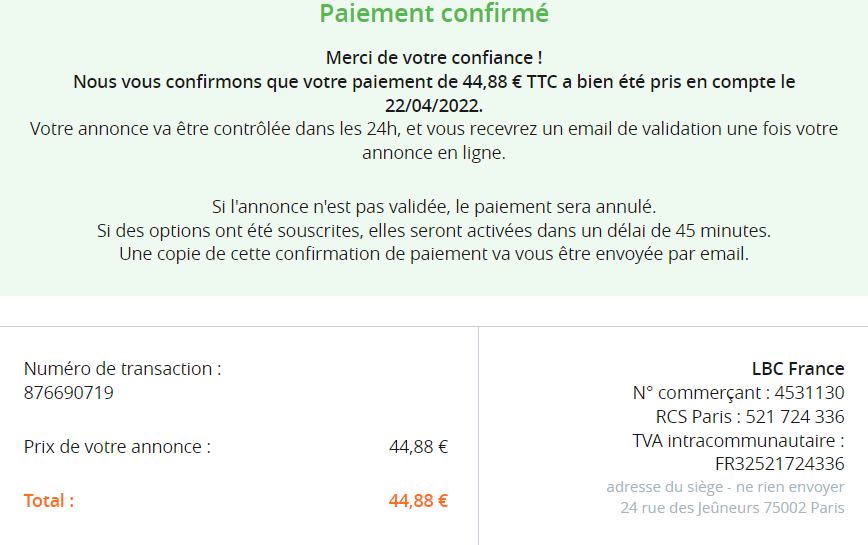 Paiement confirmé
Merci de votre confiance !
Nous vous confirmons que votre paiement de 44,88 € TTC a bien été pris en compte le
22/04/2022.
Votre annonce va être contrôlée dans les 24h, et vous recevrez un email de validation une fois votre
annonce en ligne.
Si l'annonce n'est pas validée, le paiement sera annulé.
Si des options ont été souscrites, elles seront activées dans un délai de 45 minutes.
Une copie de cette confirmation de paiement va vous être envoyée par email.
Numéro de transaction :
876690719
Prix de votre annonce : 44,88 €
Total : 44,88 €
LBC France
N° commerçant : 4531130
RCS Paris : 521 724 336
TVA intracommunautaire :
FR32521724336
adresse du siège - ne rien envoyer
24 rue des Jeûneurs 75002 Paris